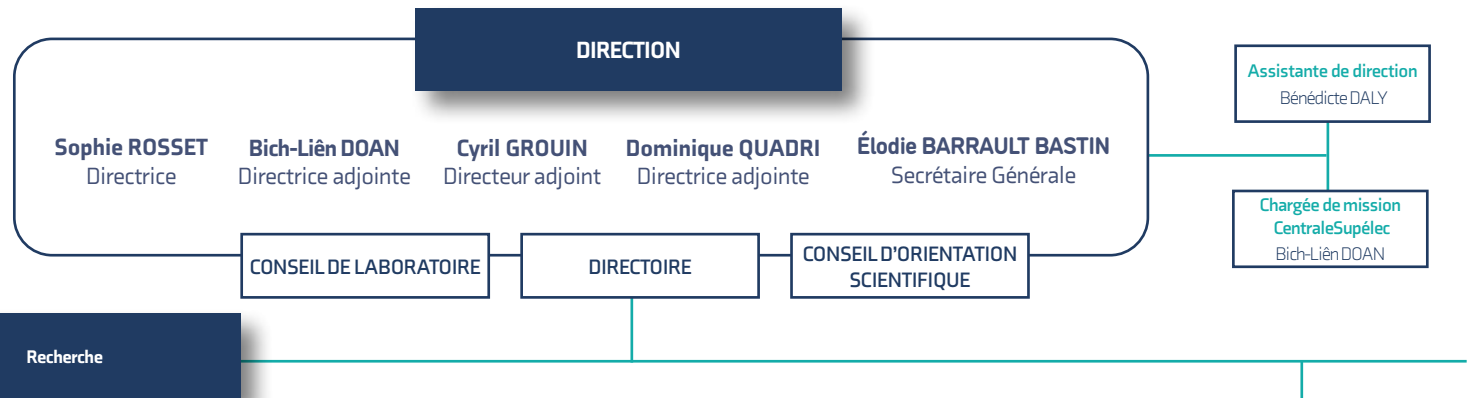 DIRECTION
Sophie ROSSET
Directrice
Bich-Liên DOAN
Directrice adjointe
Cyril GROUIN
Directeur adjoint
Dominique QUADRI
Directrice adjointe
Élodie BARRAULT BASTIN
Secrétaire Générale
Assistante de direction
Bénédicte DALY
Chargée de mission
CentraleSupélec
Bich-Liên DOAN
CONSEIL DE LABORATOIRE
DIRECTOIRE
CONSEIL D'ORIENTATION
SCIENTIFIQUE
Recherche